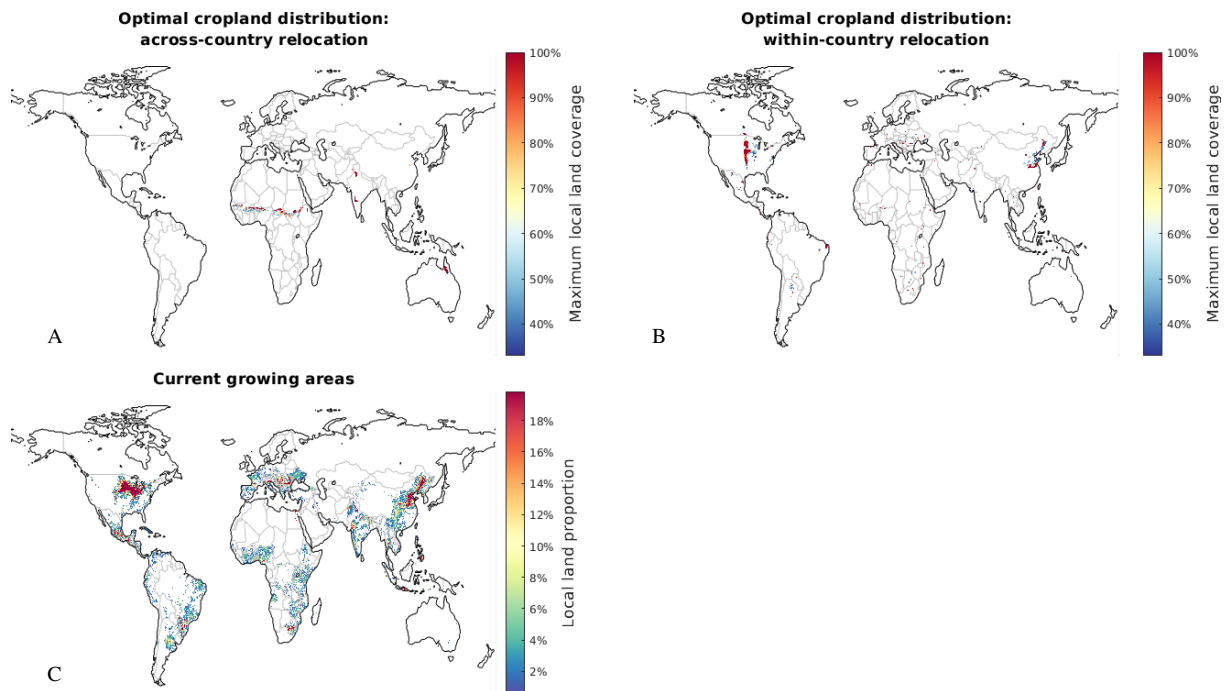 Optimal cropland distribution:
across-country relocation
100%
90%
80%
70%
60%
50%
40%
Maximum local land coverage
A
Optimal cropland distribution:
within-country relocation
100%
90%
80%
70%
60%
50%
40%
Maximum local land coverage
B
Current growing areas
18%
16%
14%
12%
10%
8%
6%
4%
2%
Local land proportion
C